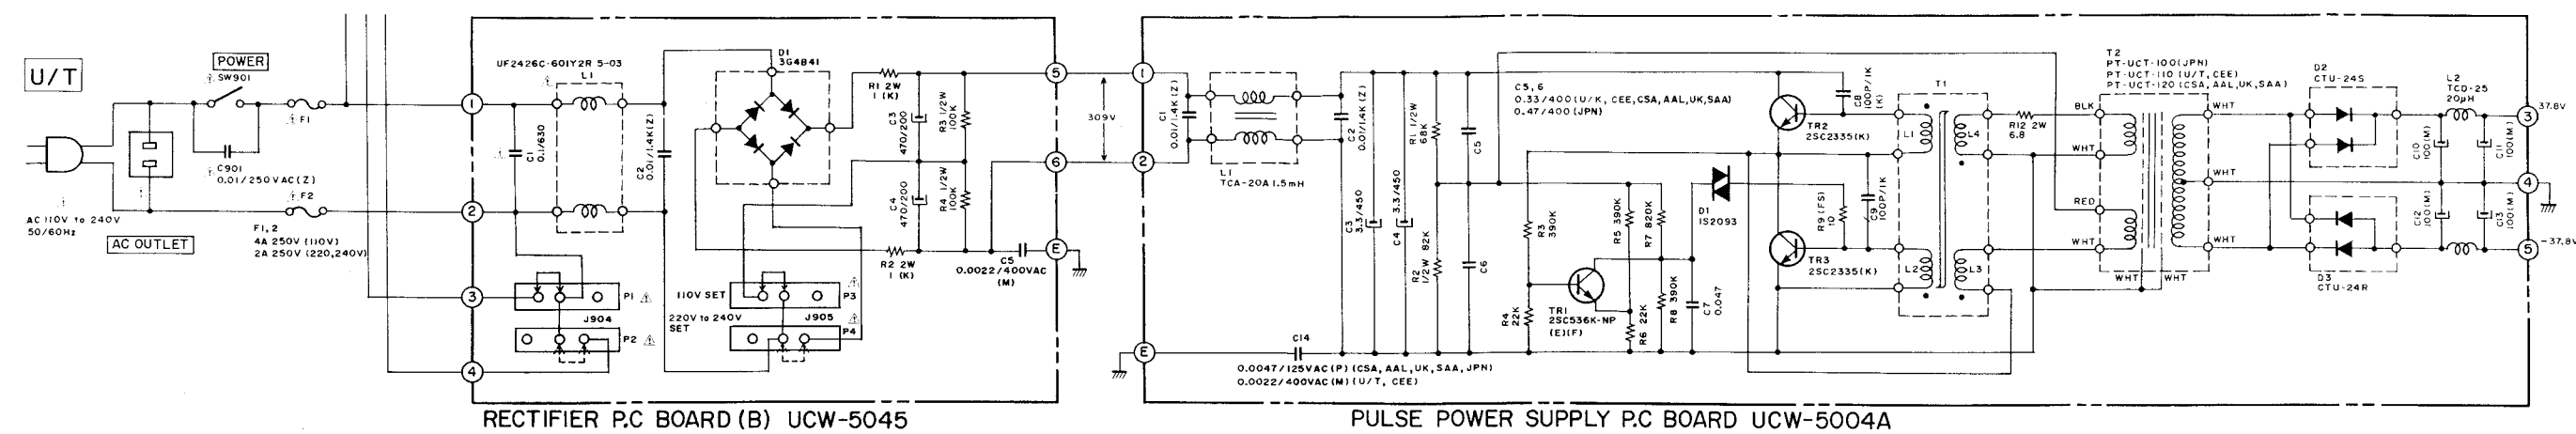 U/T
POWER
SW901
F1
C901
0.01/250VAC(Z)
F2
AC 110V to 240V
50/60Hz
AC OUTLET
F1,2
4A 250V (110V)
2A 250V (220,240V)
1
2
3
4
UF2426C-601Y2R 5-03
L1
C1
0.1/630
C2
0.01/1.4K(Z)
D1
3G4B41
R1 2W
1 (K)
C3
470/200
R3 1/2W
100K
C4
470/200
R4 1/2W
100K
R2 2W
1 (K)
C5
0.0022/400VAC
(M)
5
6
E
P1
J904
P2
110V SET
220V to 240V
SET
P3
J905
P4
RECTIFIER P.C BOARD (B) UCW-5045
309V
1
2
E
C1
0.01/1.4K(Z)
L1
TCA-20A 1.5mH
C2
0.01/1.4K(Z)
C3
3.3/450
C4
3.3/450
R1 1/2W
68K
R2
1/2W 82K
C5
C6
C5,6
0.33/400(U/K, CEE,CSA,AAL,UK,SAA)
0.47/400(JPN)
R3
390K
R4
22K
R5 390K
R6 22K
R7 820K
R8 390K
C7
0.047
TR1
2SC536K-NP
(E)(F)
D1
1S2093
R9 (FS)
10
TR2
2SC2335(K)
TR3
2SC2335(K)
C8
100P/1K
(K)
C9
100P/1K
T1
L1
L2
L4
L3
R12 2W
6.8
T2
PT-UCT-100(JPN)
PT-UCT-110 (U/T, CEE)
PT-UCT-120 (CSA, AAL,UK,SAA)
BLK
WHT
RED
WHT
WHT
WHT
WHT
WHT
WHT
D2
CTU-24S
D3
CTU-24R
L2
TCD-25
20μH
C10
100(M)
C11
100(M)
C12
100(M)
C13
100(M)
3
37.8V
4
5
-37.8V
C14
0.0047/125VAC(P) (CSA, AAL,UK, SAA,JPN)
0.0022/400VAC(M) (U/T, CEE)
PULSE POWER SUPPLY P.C BOARD UCW-5004A